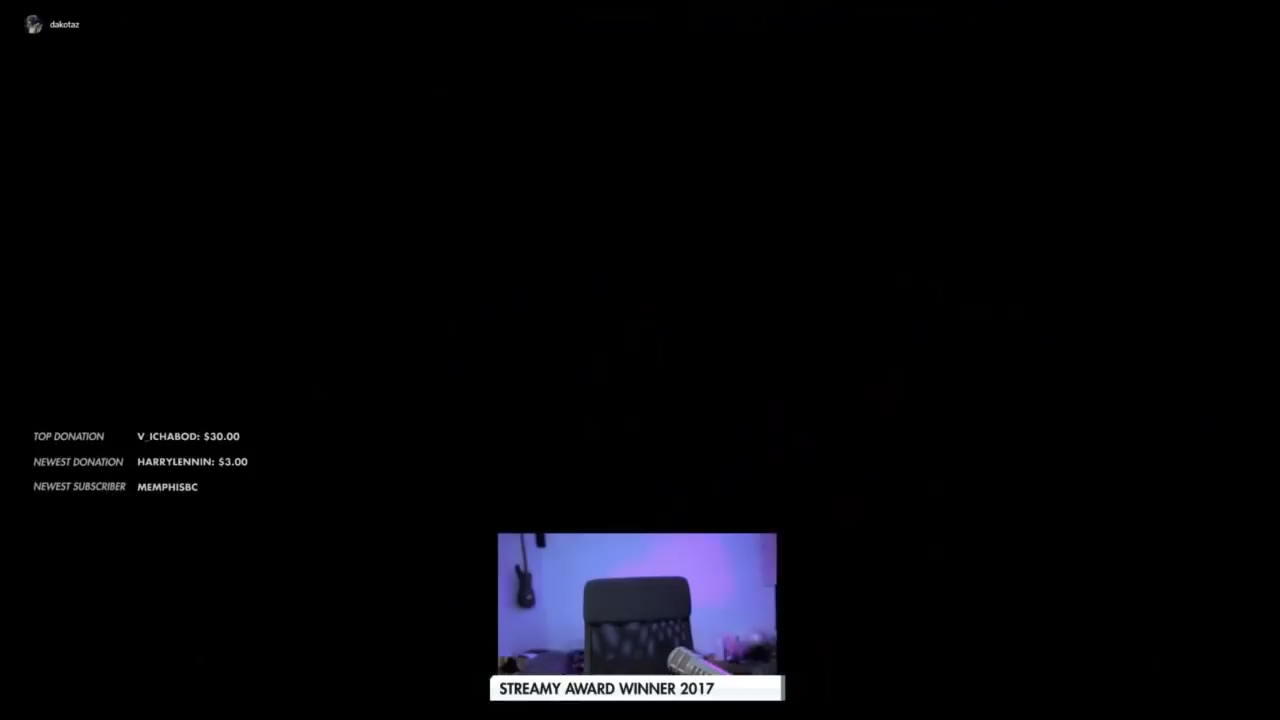 dakotaz
TOP DONATION V_ICHABOD: $30.00
NEWEST DONATION HARRYLENNIN: $3.00
NEWEST SUBSCRIBER MEMPHISBC
STREAMY AWARD WINNER 2017